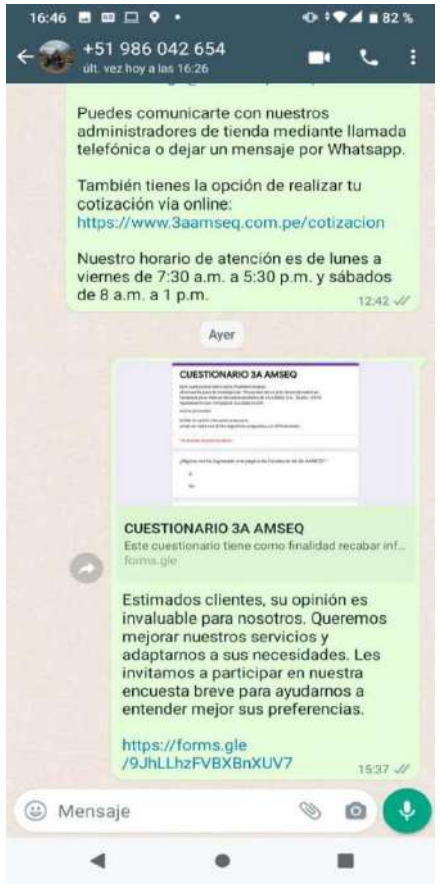 16:46
82 %
+51 986 042 654
últ. vez hoy a las 16:26
Puedes comunicarte con nuestros
administradores de tienda mediante llamada
telefónica o dejar un mensaje por Whatsapp.
También tienes la opción de realizar tu
cotización vía online:
https://www.3aamseq.com.pe/cotizacion
Nuestro horario de atención es de lunes a
viernes de 7:30 a.m. a 5:30 p.m. y sábados
de 8 a.m. a 1 p.m.
12:42
Ayer
CUESTIONARIO 3A AMSEQ
CUESTIONARIO 3A AMSEQ
Este cuestionario tiene como finalidad recabar inf...
forms.gle
Estimados clientes, su opinión es
invaluable para nosotros. Queremos
mejorar nuestros servicios y
adaptarnos a sus necesidades. Les
invitamos a participar en nuestra
encuesta breve para ayudarnos a
entender mejor sus preferencias.
https://forms.gle
/9JhLLhzFVBXBnXUV7
15:37
Mensaje